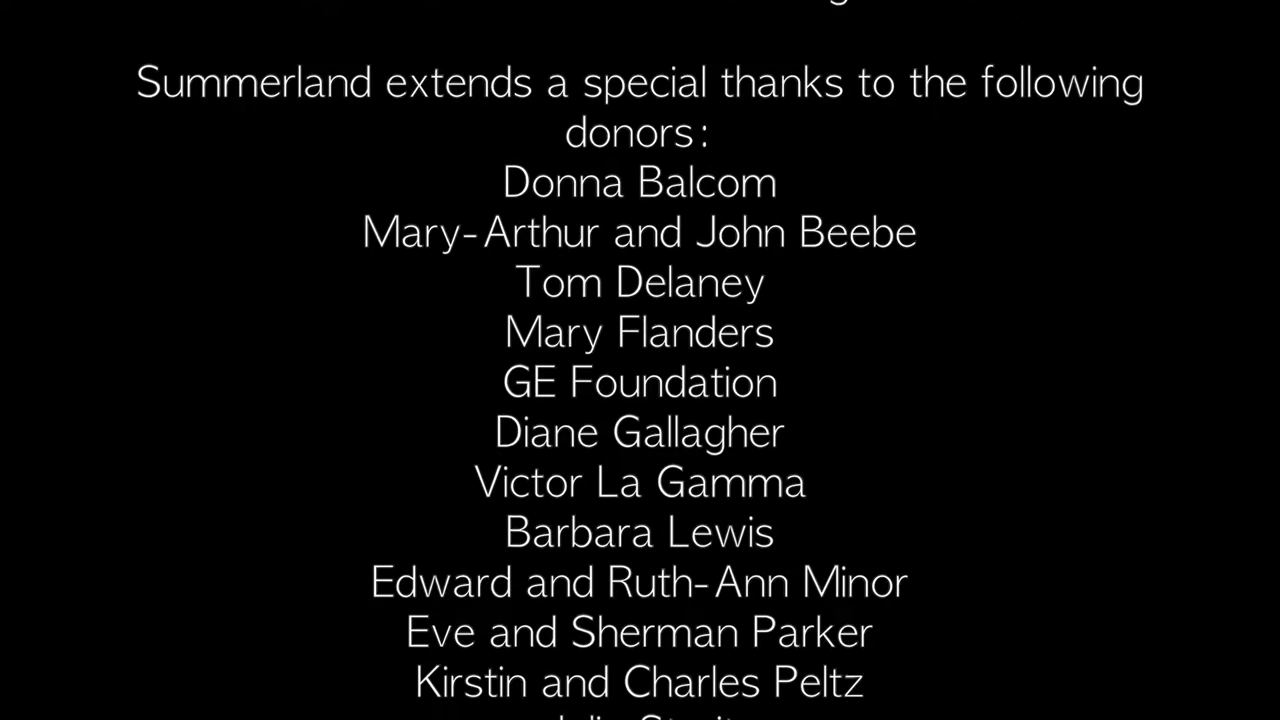 Summerland extends a special thanks to the following
donors:
Donna Balcom
Mary-Arthur and John Beebe
Tom Delaney
Mary Flanders
GE Foundation
Diane Gallagher
Victor La Gamma
Barbara Lewis
Edward and Ruth-Ann Minor
Eve and Sherman Parker
Kirstin and Charles Peltz